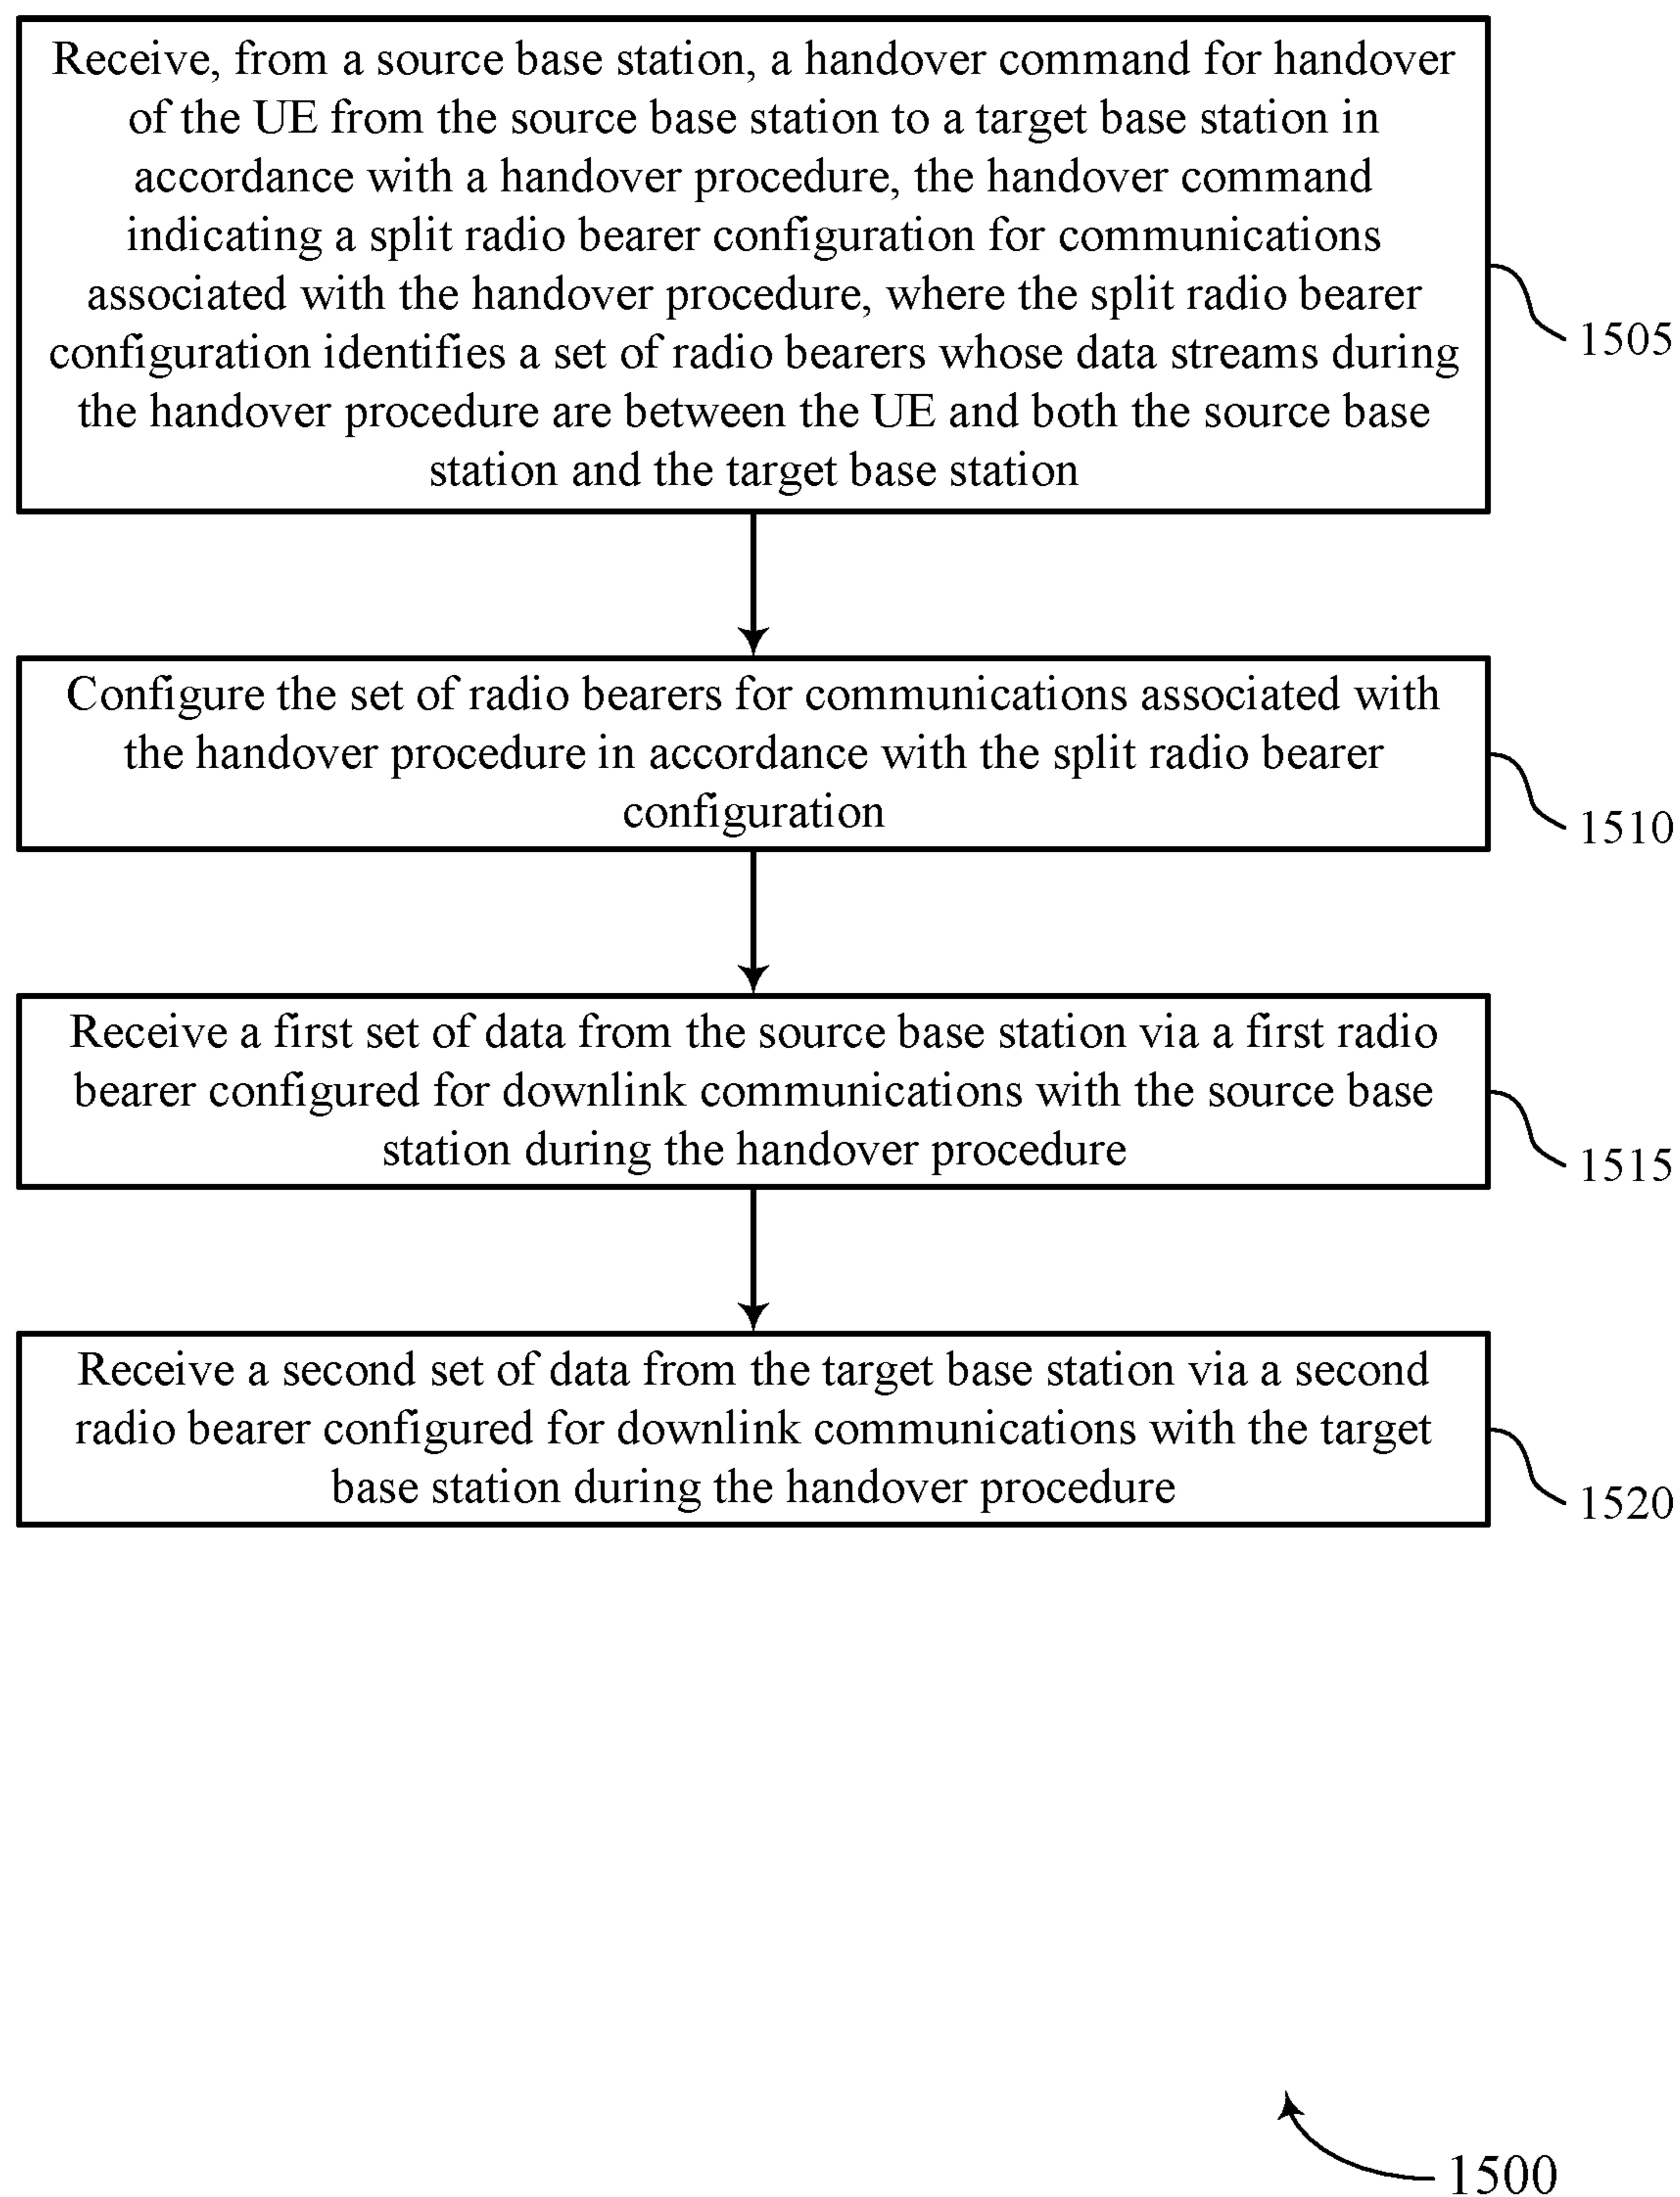 Receive, from a source base station, a handover command for handover
of the UE from the source base station to a target base station in
accordance with a handover procedure, the handover command
indicating a split radio bearer configuration for communications
associated with the handover procedure, where the split radio bearer
configuration identifies a set of radio bearers whose data streams during
the handover procedure are between the UE and both the source base
station and the target base station
1505
Configure the set of radio bearers for communications associated with
the handover procedure in accordance with the split radio bearer
configuration
1510
Receive a first set of data from the source base station via a first radio
bearer configured for downlink communications with the source base
station during the handover procedure
1515
Receive a second set of data from the target base station via a second
radio bearer configured for downlink communications with the target
base station during the handover procedure
1520
1500